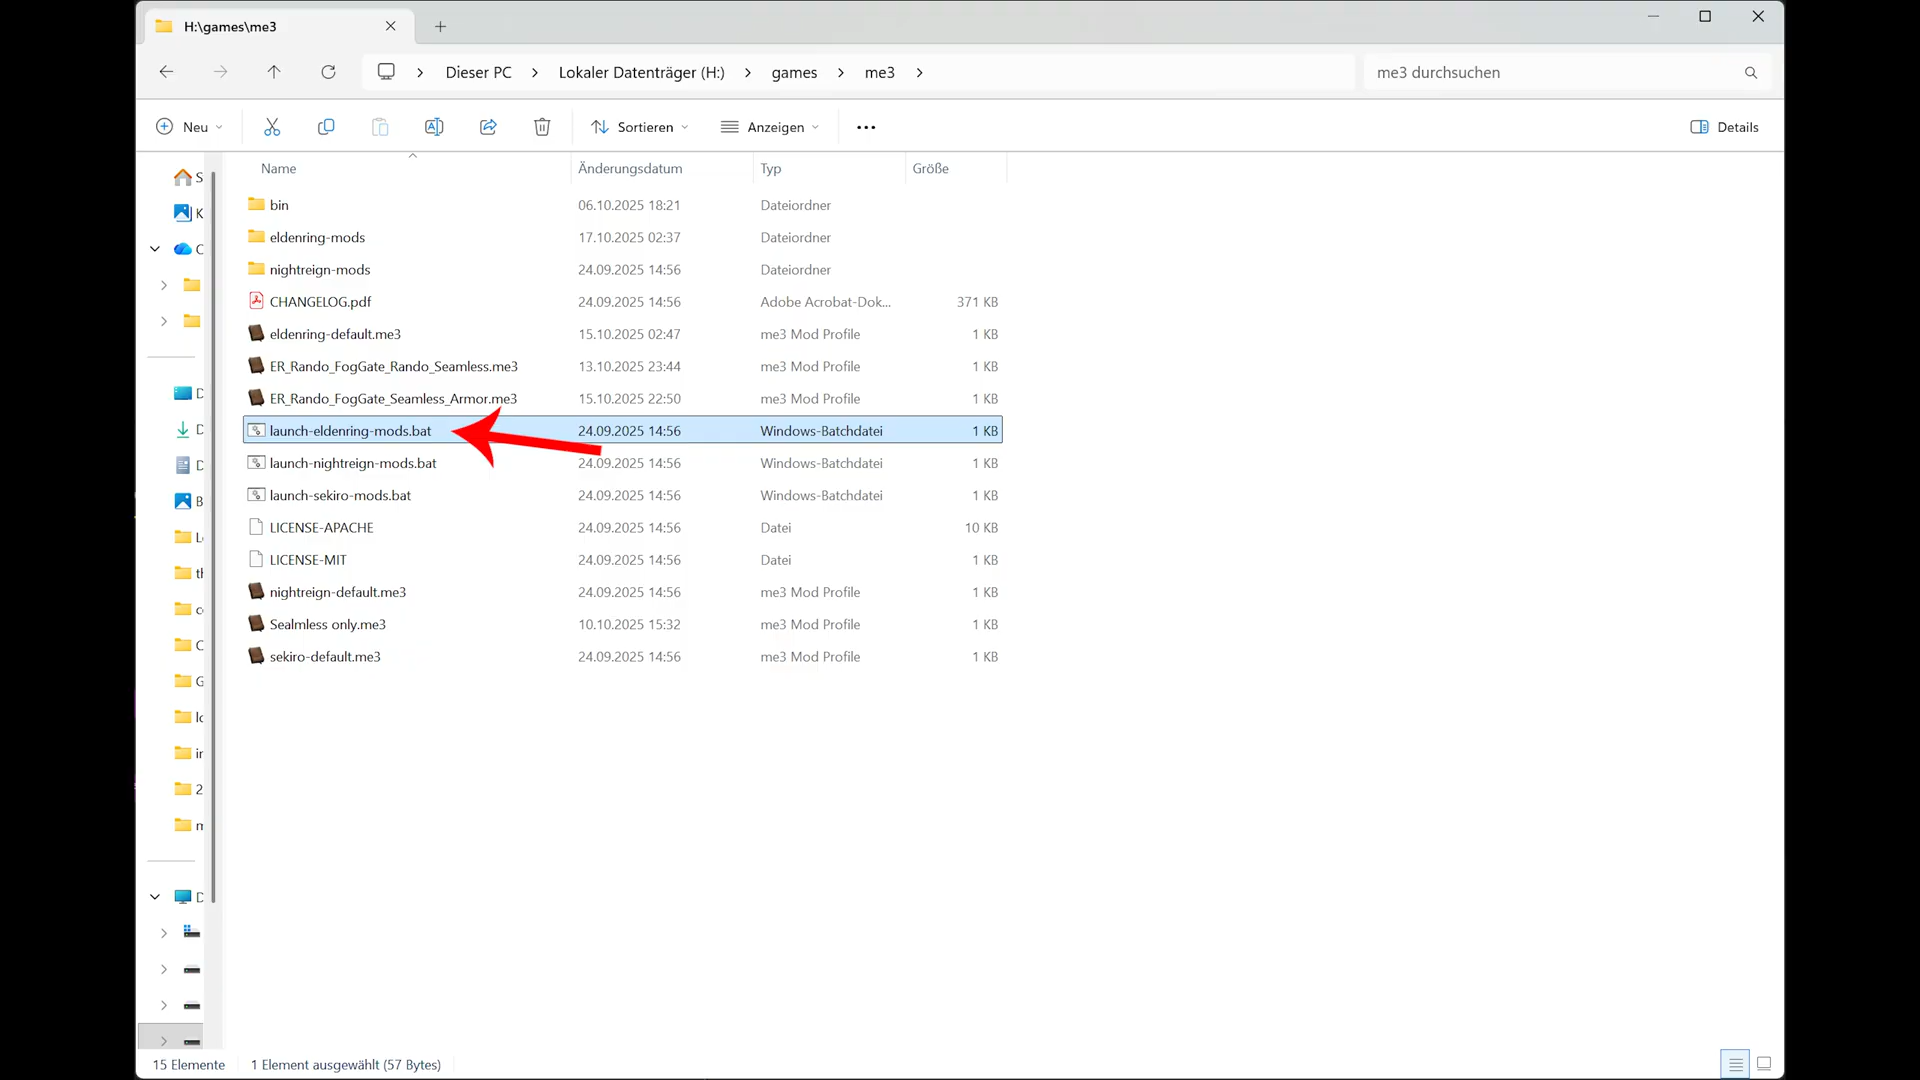 H:\games\me3
Dieser PC
Lokaler Datenträger (H:)
games
me3
me3 durchsuchen
Neu
Sortieren
Anzeigen
Details
Name
Änderungsdatum
Typ
Größe
bin 06.10.2025 18:21 Dateiordner
eldenring-mods 17.10.2025 02:37 Dateiordner
nightreign-mods 24.09.2025 14:56 Dateiordner
CHANGELOG.pdf 24.09.2025 14:56 Adobe Acrobat-Dok... 371 KB
eldenring-default.me3 15.10.2025 02:47 me3 Mod Profile 1 KB
ER_Rando_FogGate_Rando_Seamless.me3 13.10.2025 23:44 me3 Mod Profile 1 KB
ER_Rando_FogGate_Seamless_Armor.me3 15.10.2025 22:50 me3 Mod Profile 1 KB
launch-eldenring-mods.bat 24.09.2025 14:56 Windows-Batchdatei 1 KB
launch-nightreign-mods.bat 24.09.2025 14:56 Windows-Batchdatei 1 KB
launch-sekiro-mods.bat 24.09.2025 14:56 Windows-Batchdatei 1 KB
LICENSE-APACHE 24.09.2025 14:56 Datei 10 KB
LICENSE-MIT 24.09.2025 14:56 Datei 1 KB
nightreign-default.me3 24.09.2025 14:56 me3 Mod Profile 1 KB
Sealmless only.me3 10.10.2025 15:32 me3 Mod Profile 1 KB
sekiro-default.me3 24.09.2025 14:56 me3 Mod Profile 1 KB
15 Elemente
1 Element ausgewählt (57 Bytes)